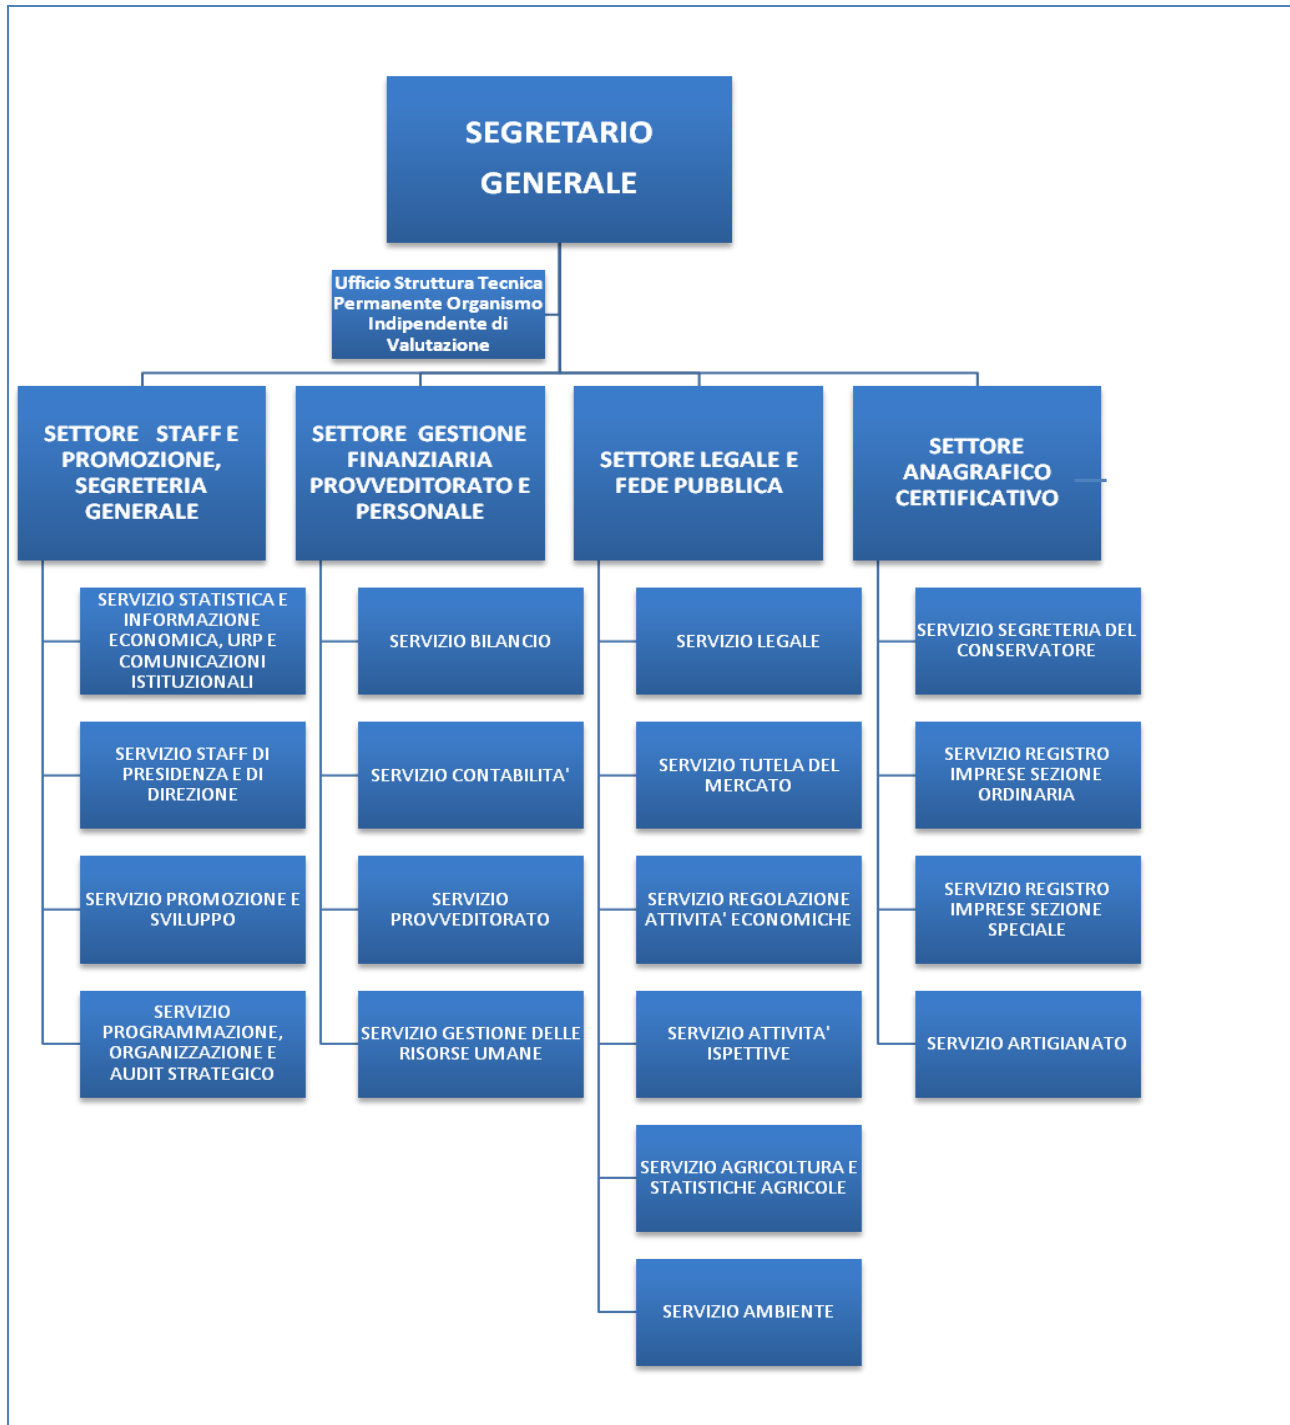 SEGRETARIO
GENERALE
Ufficio Struttura Tecnica
Permanente Organismo
Indipendente di
Valutazione
SETTORE STAFF E
PROMOZIONE,
SEGRETERIA
GENERALE
SETTORE GESTIONE
FINANZIARIA
PROVVEDITORATO E
PERSONALE
SETTORE LEGALE E
FEDE PUBBLICA
SETTORE
ANAGRAFICO
CERTIFICATIVO
SERVIZIO STATISTICA E
INFORMAZIONE
ECONOMICA, URP E
COMUNICAZIONI
ISTITUZIONALI
SERVIZIO STAFF DI
PRESIDENZA E DI
DIREZIONE
SERVIZIO PROMOZIONE E
SVILUPPO
SERVIZIO
PROGRAMMAZIONE,
ORGANIZZAZIONE E
AUDIT STRATEGICO
SERVIZIO BILANCIO
SERVIZIO CONTABILITA'
SERVIZIO
PROVVEDITORATO
SERVIZIO GESTIONE DELLE
RISORSE UMANE
SERVIZIO LEGALE
SERVIZIO TUTELA DEL
MERCATO
SERVIZIO REGOLAZIONE
ATTIVITA' ECONOMICHE
SERVIZIO ATTIVITA'
ISPETTIVE
SERVIZIO AGRICOLTURA E
STATISTICHE AGRICOLE
SERVIZIO AMBIENTE
SERVIZIO SEGRETERIA DEL
CONSERVATORE
SERVIZIO REGISTRO
IMPRESE SEZIONE
ORDINARIA
SERVIZIO REGISTRO
IMPRESE SEZIONE
SPECIALE
SERVIZIO ARTIGIANATO